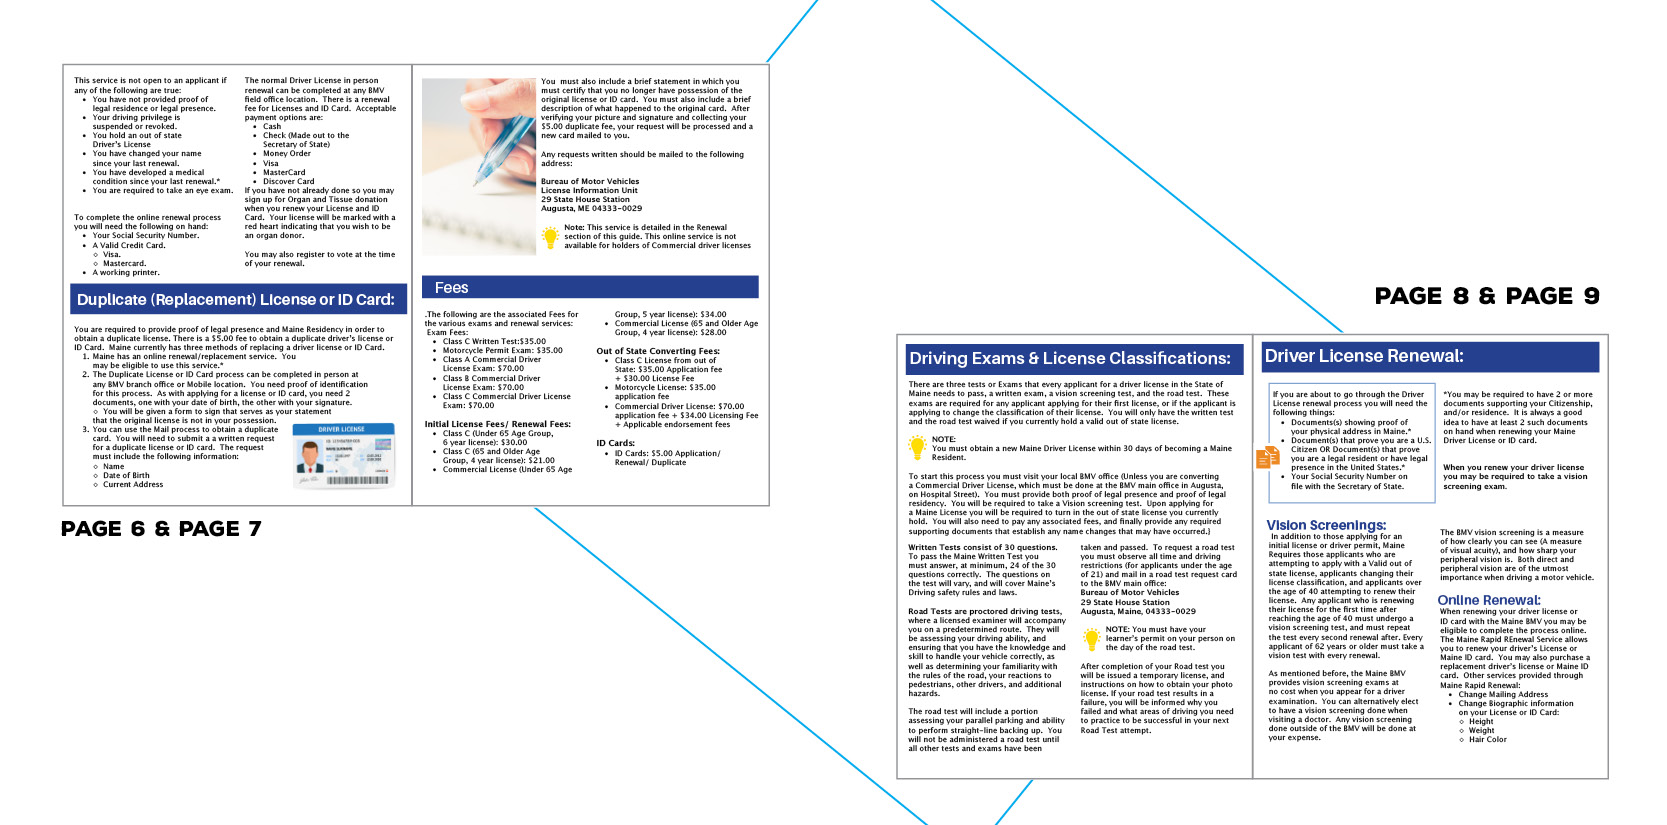 This service is not open to an applicant if
any of the following are true:
• You have not provided proof of
legal residence or legal presence.
• Your driving privilege is
suspended or revoked.
• You hold an out of state
Driver's License
• You have changed your name
since your last renewal.
• You have developed a medical
condition since your last renewal.*
• You are required to take an eye exam.
To complete the online renewal process
you will need the following on hand:
• Your Social Security Number.
• A Valid Credit Card.
◦ Visa.
◦ Mastercard.
• A working printer.
The normal Driver License in person
renewal can be completed at any BMV
field office location. There is a renewal
fee for Licenses and ID Card. Acceptable
payment options are:
• Cash
• Check (Made out to the
Secretary of State)
• Money Order
• Visa
• MasterCard
• Discover Card
If you have not already done so you may
sign up for Organ and Tissue donation
when you renew your License and ID
Card. Your license will be marked with a
red heart indicating that you wish to be
an organ donor.
You may also register to vote at the time
of your renewal.
Duplicate (Replacement) License or ID Card:
You are required to provide proof of legal presence and Maine Residency in order to
obtain a duplicate license. There is a $5.00 fee to obtain a duplicate driver's license or
ID Card. Maine currently has three methods of replacing a driver license or ID Card.
1. Maine has an online renewal/replacement service. You
may be eligible to use this service.*
2. The Duplicate License or ID Card process can be completed in person at
any BMV branch office or Mobile location. You need proof of identification
for this process. As with applying for a license or ID card, you need 2
documents, one with your date of birth, the other with your signature.
◦ You will be given a form to sign that serves as your statement
that the original license is not in your possession.
3. You can use the Mail process to obtain a duplicate
card. You will need to submit a a written request
for a duplicate license or ID card. The request
must include the following information:
◦ Name
◦ Date of Birth
◦ Current Address
DRIVER LICENSE
You must also include a brief statement in which you
must certify that you no longer have possession of the
original license or ID card. You must also include a brief
description of what happened to the original card. After
verifying your picture and signature and collecting your
$5.00 duplicate fee, your request will be processed and a
new card mailed to you.
Any requests written should be mailed to the following
address:
Bureau of Motor Vehicles
License Information Unit
29 State House Station
Augusta, ME 04333-0029
Note: This service is detailed in the Renewal
section of this guide. This online service is not
available for holders of Commercial driver licenses
Fees
.The following are the associated Fees for
the various exams and renewal services:
Exam Fees:
• Class C Written Test:$35.00
• Motorcycle Permit Exam: $35.00
• Class A Commercial Driver
License Exam: $70.00
• Class B Commercial Driver
License Exam: $70.00
• Class C Commercial Driver License
Exam: $70.00
Initial License Fees/ Renewal Fees:
• Class C (Under 65 Age Group,
6 year license): $30.00
• Class C (65 and Older Age
Group, 4 year license): $21.00
• Commercial License (Under 65 Age
Group, 5 year license): $34.00
• Commercial License (65 and Older Age
Group, 4 year license): $28.00
Out of State Converting Fees:
• Class C License from out of
State: $35.00 Application fee
+ $30.00 License Fee
• Motorcycle License: $35.00
application fee
• Commercial Driver License: $70.00
application fee + $34.00 Licensing Fee
+ Applicable endorsement fees
ID Cards:
• ID Cards: $5.00 Application/
Renewal/ Duplicate
PAGE 6 & PAGE 7
PAGE 8 & PAGE 9
Driving Exams & License Classifications:
There are three tests or Exams that every applicant for a driver license in the State of
Maine needs to pass, a written exam, a vision screening test, and the road test. These
exams are required for any applicant applying for their first license, or if the applicant is
applying to change the classification of their license. You will only have the written test
and the road test waived if you currently hold a valid out of state license.
NOTE:
You must obtain a new Maine Driver License within 30 days of becoming a Maine
Resident.
To start this process you must visit your local BMV office (Unless you are converting
a Commercial Driver License, which must be done at the BMV main office in Augusta,
on Hospital Street). You must provide both proof of legal presence and proof of legal
residency. You will be required to take a Vision screening test. Upon applying for
a Maine License you will be required to turn in the out of state license you currently
hold. You will also need to pay any associated fees, and finally provide any required
supporting documents that establish any name changes that may have occurred.)
Written Tests consist of 30 questions.
To pass the Maine Written Test you
must answer, at minimum, 24 of the 30
questions correctly. The questions on
the test will vary, and will cover Maine's
Driving safety rules and laws.
Road Tests are proctored driving tests,
where a licensed examiner will accompany
you on a predetermined route. They will
be assessing your driving ability, and
ensuring that you have the knowledge and
skill to handle your vehicle correctly, as
well as determining your familiarity with
the rules of the road, your reactions to
pedestrians, other drivers, and additional
hazards.
The road test will include a portion
assessing your parallel parking and ability
to perform straight-line backing up. You
will not be administered a road test until
all other tests and exams have been
taken and passed. To request a road test
you must observe all time and driving
restrictions (for applicants under the age
of 21) and mail in a road test request card
to the BMV main office:
Bureau of Motor Vehicles
29 State House Station
Augusta, Maine, 04333-0029
NOTE: You must have your
learner's permit on your person on
the day of the road test.
After completion of your Road test you
will be issued a temporary license, and
instructions on how to obtain your photo
license. If your road test results in a
failure, you will be informed why you
failed and what areas of driving you need
to practice to be successful in your next
Road Test attempt.
Driver License Renewal:
If you are about to go through the Driver
License renewal process you will need the
following things:
• Documents(s) showing proof of
your physical address in Maine.*
• Document(s) that prove you are a U.S.
Citizen OR Document(s) that prove
you are a legal resident or have legal
presence in the United States.*
• Your Social Security Number on
file with the Secretary of State.
*You may be required to have 2 or more
documents supporting your Citizenship,
and/or residence. It is always a good
idea to have at least 2 such documents
on hand when renewing your Maine
Driver License or ID card.
When you renew your driver license
you may be required to take a vision
screening exam.
Vision Screenings:
In addition to those applying for an
initial license or driver permit, Maine
Requires those applicants who are
attempting to apply with a Valid out of
state license, applicants changing their
license classification, and applicants over
the age of 40 attempting to renew their
license. Any applicant who is renewing
their license for the first time after
reaching the age of 40 must undergo a
vision screening test, and must repeat
the test every second renewal after. Every
applicant of 62 years or older must take a
vision test with every renewal.
As mentioned before, the Maine BMV
provides vision screening exams at
no cost when you appear for a driver
examination. You can alternatively elect
to have a vision screening done when
visiting a doctor. Any vision screening
done outside of the BMV will be done at
your expense.
The BMV vision screening is a measure
of how clearly you can see (A measure
of visual acuity), and how sharp your
peripheral vision is. Both direct and
peripheral vision are of the utmost
importance when driving a motor vehicle.
Online Renewal:
When renewing your driver license or
ID card with the Maine BMV you may be
eligible to complete the process online.
The Maine Rapid REnewal Service allows
you to renew your driver's license or
Maine ID card. You may also purchase a
replacement driver's license or Maine ID
card. Other services provided through
Maine Rapid Renewal:
• Change Mailing Address
• Change Biographic information
on your License or ID Card:
◦ Height
◦ Weight
◦ Hair Color